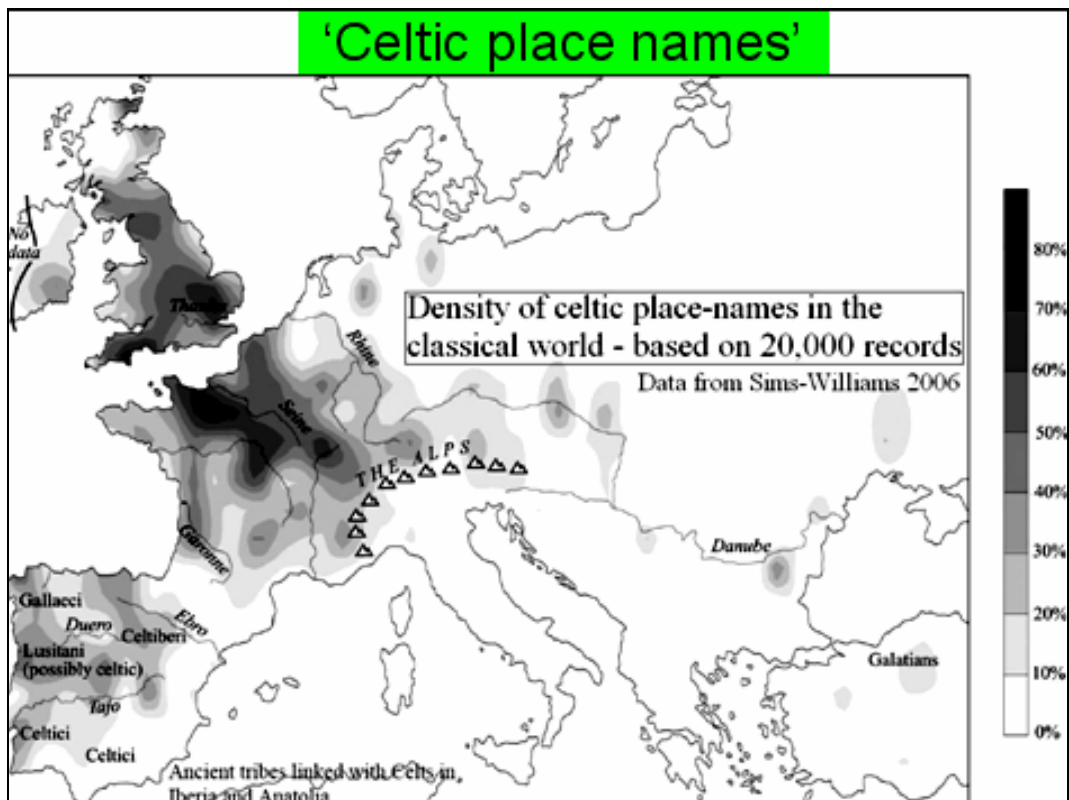 ‘Celtic place names’
No
data
Thames
Density of celtic place-names in the
classical world - based on 20,000 records
Data from Sims-Williams 2006
Rhine
Seine
THE ALPS
Garonne
Danube
Gallaeci
Duero
Ebro
Celtiberi
Lusitani
(possibly celtic)
Tajo
Galatians
Celtici
Celtici
Ancient tribes linked with Celts in
Iberia and Anatolia
80%
70%
60%
50%
40%
30%
20%
10%
0%